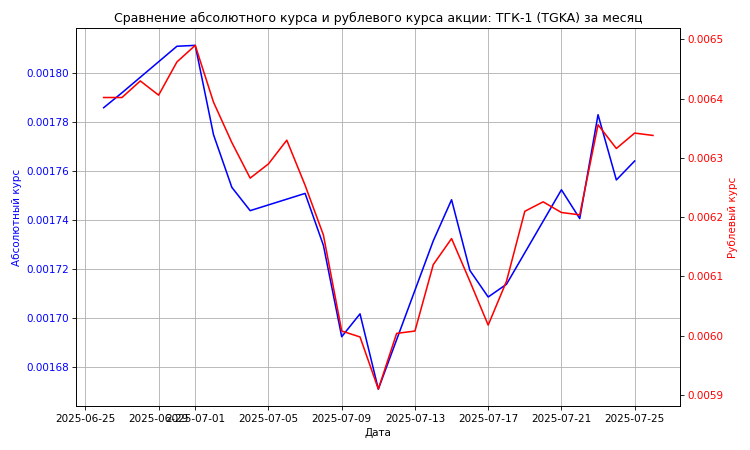 Сравнение абсолютного курса и рублевого курса акции: ТГК-1 (TGKA) за месяц
0.00180
0.00178
0.00176
0.00174
0.00172
0.00170
0.00168
Абсолютный курс
0.0065
0.0064
0.0063
0.0062
0.0061
0.0060
0.0059
Рублевый курс
2025-06-25 2025-06-29 2025-07-01 2025-07-05 2025-07-09 2025-07-13 2025-07-17 2025-07-21 2025-07-25
Дата